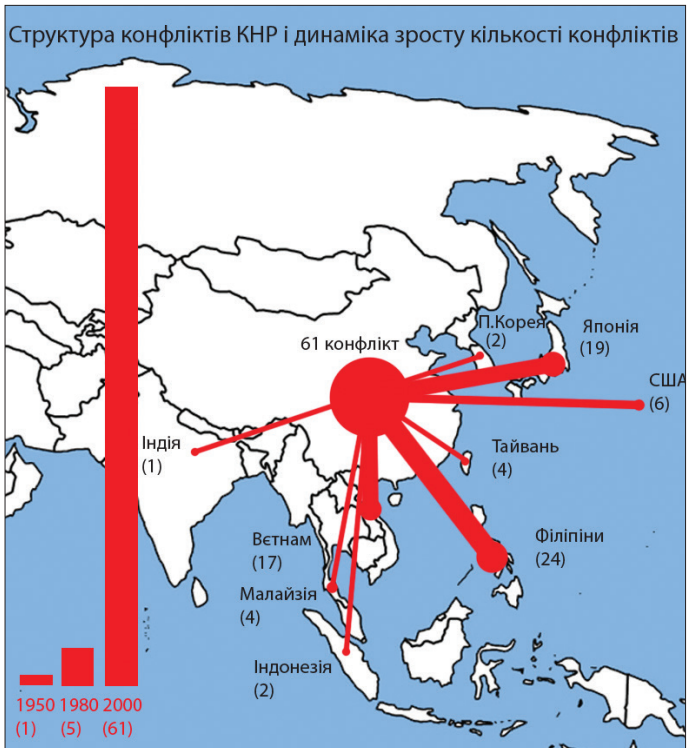 Структура конфліктів КНР і динаміка зросту кількості конфліктів
П.Корея
(2)
Японія
(19)
61 конфлікт
США
(6)
Індія
(1)
Тайвань
(4)
Вєтнам
(17)
Філіпіни
(24)
Малайзія
(4)
Індонезія
(2)
1950 1980 2000
(1) (5) (61)